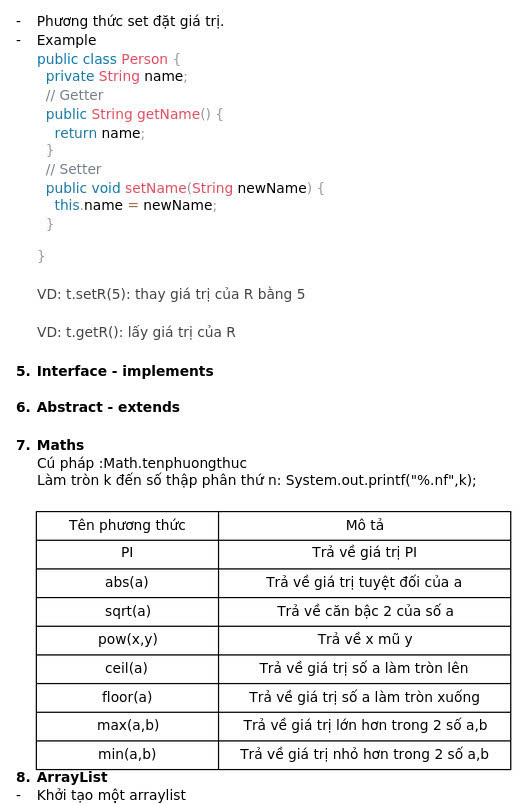 - Phương thức set đặt giá trị.
- Example
public class Person {
private String name;
// Getter
public String getName() {
return name;
}
// Setter
public void setName(String newName) {
this.name = newName;
}
}
VD: t.setR(5): thay giá trị của R bằng 5
VD: t.getR(): lấy giá trị của R
5. Interface - implements
6. Abstract - extends
7. Maths
Cú pháp :Math.tenphuongthuc
Làm tròn k đến số thập phân thứ n: System.out.printf("%.nf",k);
Tên phương thức Mô tả
PI Trả về giá trị PI
abs(a) Trả về giá trị tuyệt đối của a
sqrt(a) Trả về căn bậc 2 của số a
pow(x,y) Trả về x mũ y
ceil(a) Trả về giá trị số a làm tròn lên
floor(a) Trả về giá trị số a làm tròn xuống
max(a,b) Trả về giá trị lớn hơn trong 2 số a,b
min(a,b) Trả về giá trị nhỏ hơn trong 2 số a,b
8. ArrayList
- Khởi tạo một arraylist